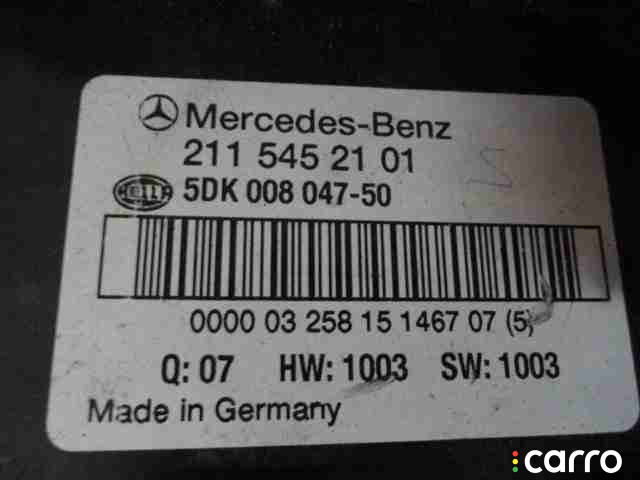 Mercedes-Benz
211 545 21 01
HELLA 5DK 008 047-50
0000 03 258 15 1467 07 (5)
Q: 07 HW: 1003 SW: 1003
Made in Germany
carro